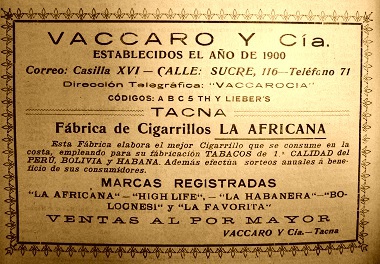 VACCARO Y Cía.
ESTABLECIDOS EL AÑO DE 1900
Correo: Casilla XVI — CALLE: SUCRE, 116—Teléfono 71
Dirección Telegráfica: "VACCAROCIA"
CÓDIGOS: A B C 5 TH Y LIEBER'S
TACNA
Fábrica de Cigarrillos LA AFRICANA
Esta Fábrica elabora el mejor Cigarrillo que se consume en la
costa, empleando para su fabricación TABACOS de 1.ª CALIDAD del
PERÚ, BOLIVIA y HABANA. Además efectúa sorteos anuales á bene-
ficio de sus consumidores.
MARCAS REGISTRADAS
"LA AFRICANA"—"HIGH LIFE",—"LA HABANERA"—"BO-
LOGNESI" y "LA FAVORITA"
VENTAS AL POR MAYOR
VACCARO Y Cía.—Tacna